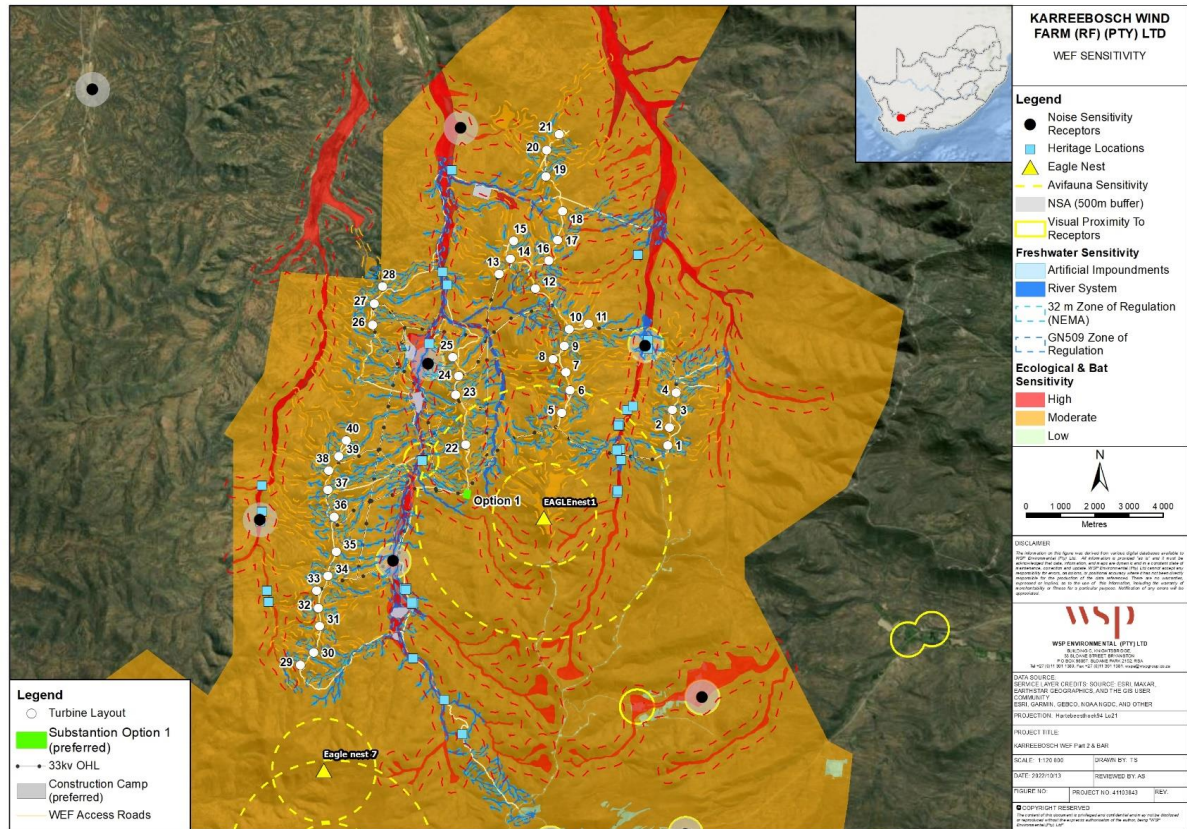 KARREEBOSCH WIND
FARM (RF) (PTY) LTD
WEF SENSITIVITY
Legend
Noise Sensitivity
Receptors
Heritage Locations
Eagle Nest
Avifauna Sensitivity
NSA (500m buffer)
Visual Proximity To
Receptors
Freshwater Sensitivity
Artificial Impoundments
River System
32 m Zone of Regulation
(NEMA)
GN509 Zone of
Regulation
Ecological & Bat
Sensitivity
High
Moderate
Low
N
0 1 000 2 000 3 000 4 000
Metres
DISCLAIMER
wsp
WSP ENVIRONMENTAL (PTY) LTD
DATA SOURCE:
SERVICE LAYER CREDITS: SOURCE: ESRI, MAXAR,
EARTHSTAR GEOGRAPHICS, AND THE GIS USER
COMMUNITY
ESRI, GARMIN, GEBCO, NOAA NGDC, AND OTHER
PROJECTION: Hartebeesthoek94 Lo21
PROJECT TITLE:
KARREEBOSCH WEF Part 2 & BAR
SCALE: 1:120 000
DRAWN BY: TS
DATE: 2022/10/13
REVIEWED BY: AS
FIGURE NO:
PROJECT NO: 41103843
REV:
COPYRIGHT RESERVED
21
20
19
18
17
16
15
14
13
12
11
10
9
8
7
6
5
4
3
2
1
28
27
26
25
24
23
22
Option 1
EAGLEnest1
40
39
38
37
36
35
34
33
32
31
30
29
Eagle nest 7
Legend
Turbine Layout
Substantion Option 1
(preferred)
33kv OHL
Construction Camp
(preferred)
WEF Access Roads